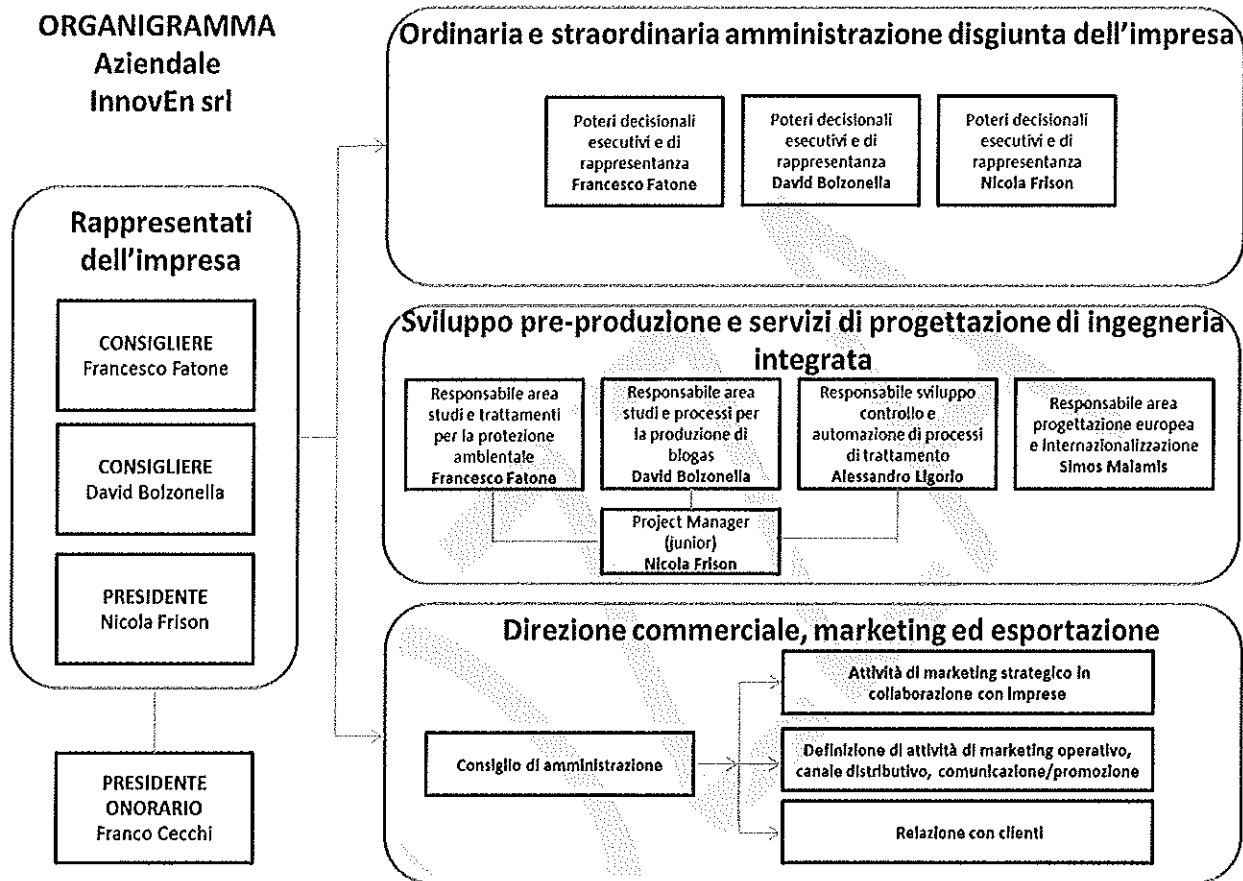 ORGANIGRAMMA
Aziendale
InnovEn srl
Rappresentati
dell'impresa
CONSIGLIERE
Francesco Fatone
CONSIGLIERE
David Bolzonella
PRESIDENTE
Nicola Frison
PRESIDENTE
ONORARIO
Franco Cecchi
Ordinaria e straordinaria amministrazione disgiunta dell'impresa
Poteri decisionali
esecutivi e di
rappresentanza
Francesco Fatone
Poteri decisionali
esecutivi e di
rappresentanza
David Bolzonella
Poteri decisionali
esecutivi e di
rappresentanza
Nicola Frison
Sviluppo pre-produzione e servizi di progettazione di ingegneria
integrata
Responsabile area
studi e trattamenti
per la protezione
ambientale
Francesco Fatone
Responsabile area
studi e processi per
la produzione di
biogas
David Bolzonella
Responsabile sviluppo
controllo e
automazione di processi
di trattamento
Alessandro Ligorio
Responsabile area
progettazione europea
e internazionalizzazione
Simos Malamis
Project Manager
(junior)
Nicola Frison
Direzione commerciale, marketing ed esportazione
Consiglio di amministrazione
Attività di marketing strategico in
collaborazione con imprese
Definizione di attività di marketing operativo,
canale distributivo, comunicazione/promozione
Relazione con clienti